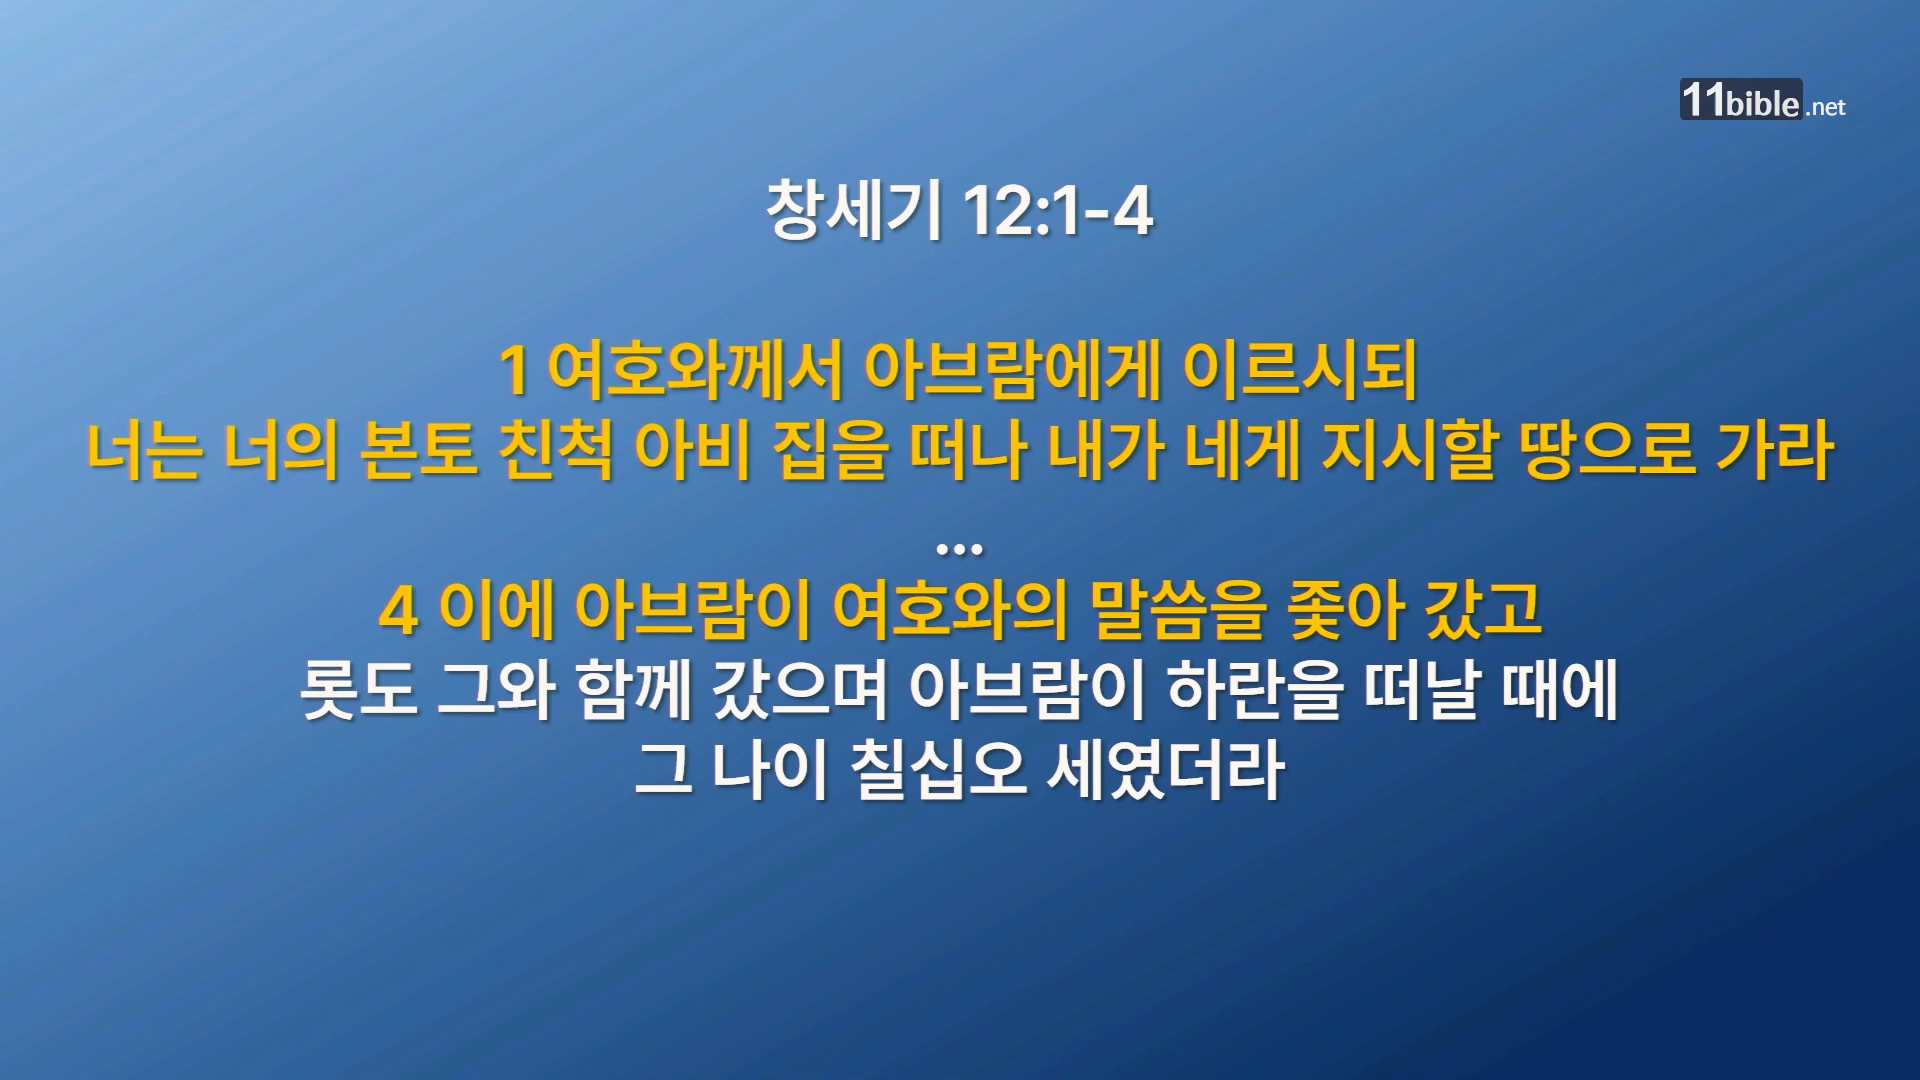 11bible.net
창세기 12:1-4
1 여호와께서 아브람에게 이르시되
너는 너의 본토 친척 아비 집을 떠나 내가 네게 지시할 땅으로 가라
...
4 이에 아브람이 여호와의 말씀을 좇아 갔고
롯도 그와 함께 갔으며 아브람이 하란을 떠날 때에
그 나이 칠십오 세였더라